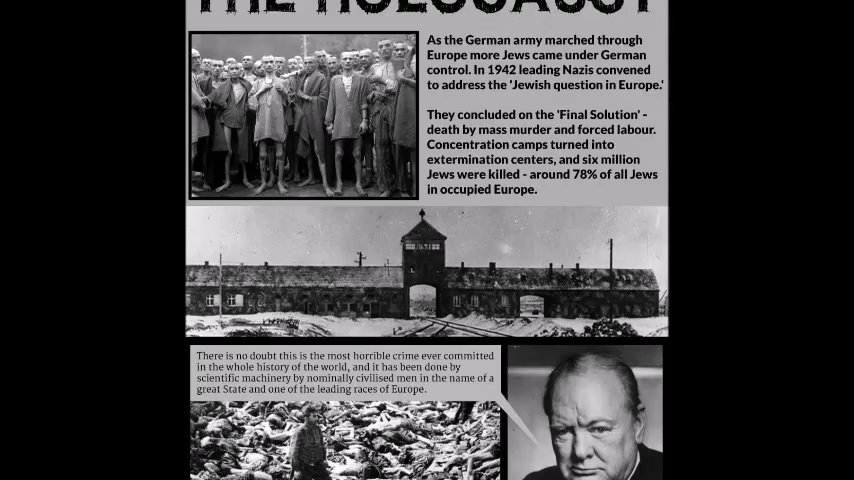 THE HOLOCAUST
As the German army marched through
Europe more Jews came under German
control. In 1942 leading Nazis convened
to address the 'Jewish question in Europe.'
They concluded on the 'Final Solution' -
death by mass murder and forced labour.
Concentration camps turned into
extermination centers, and six million
Jews were killed - around 78% of all Jews
in occupied Europe.
There is no doubt this is the most horrible crime ever committed
in the whole history of the world, and it has been done by
scientific machinery by nominally civilised men in the name of a
great State and one of the leading races of Europe.